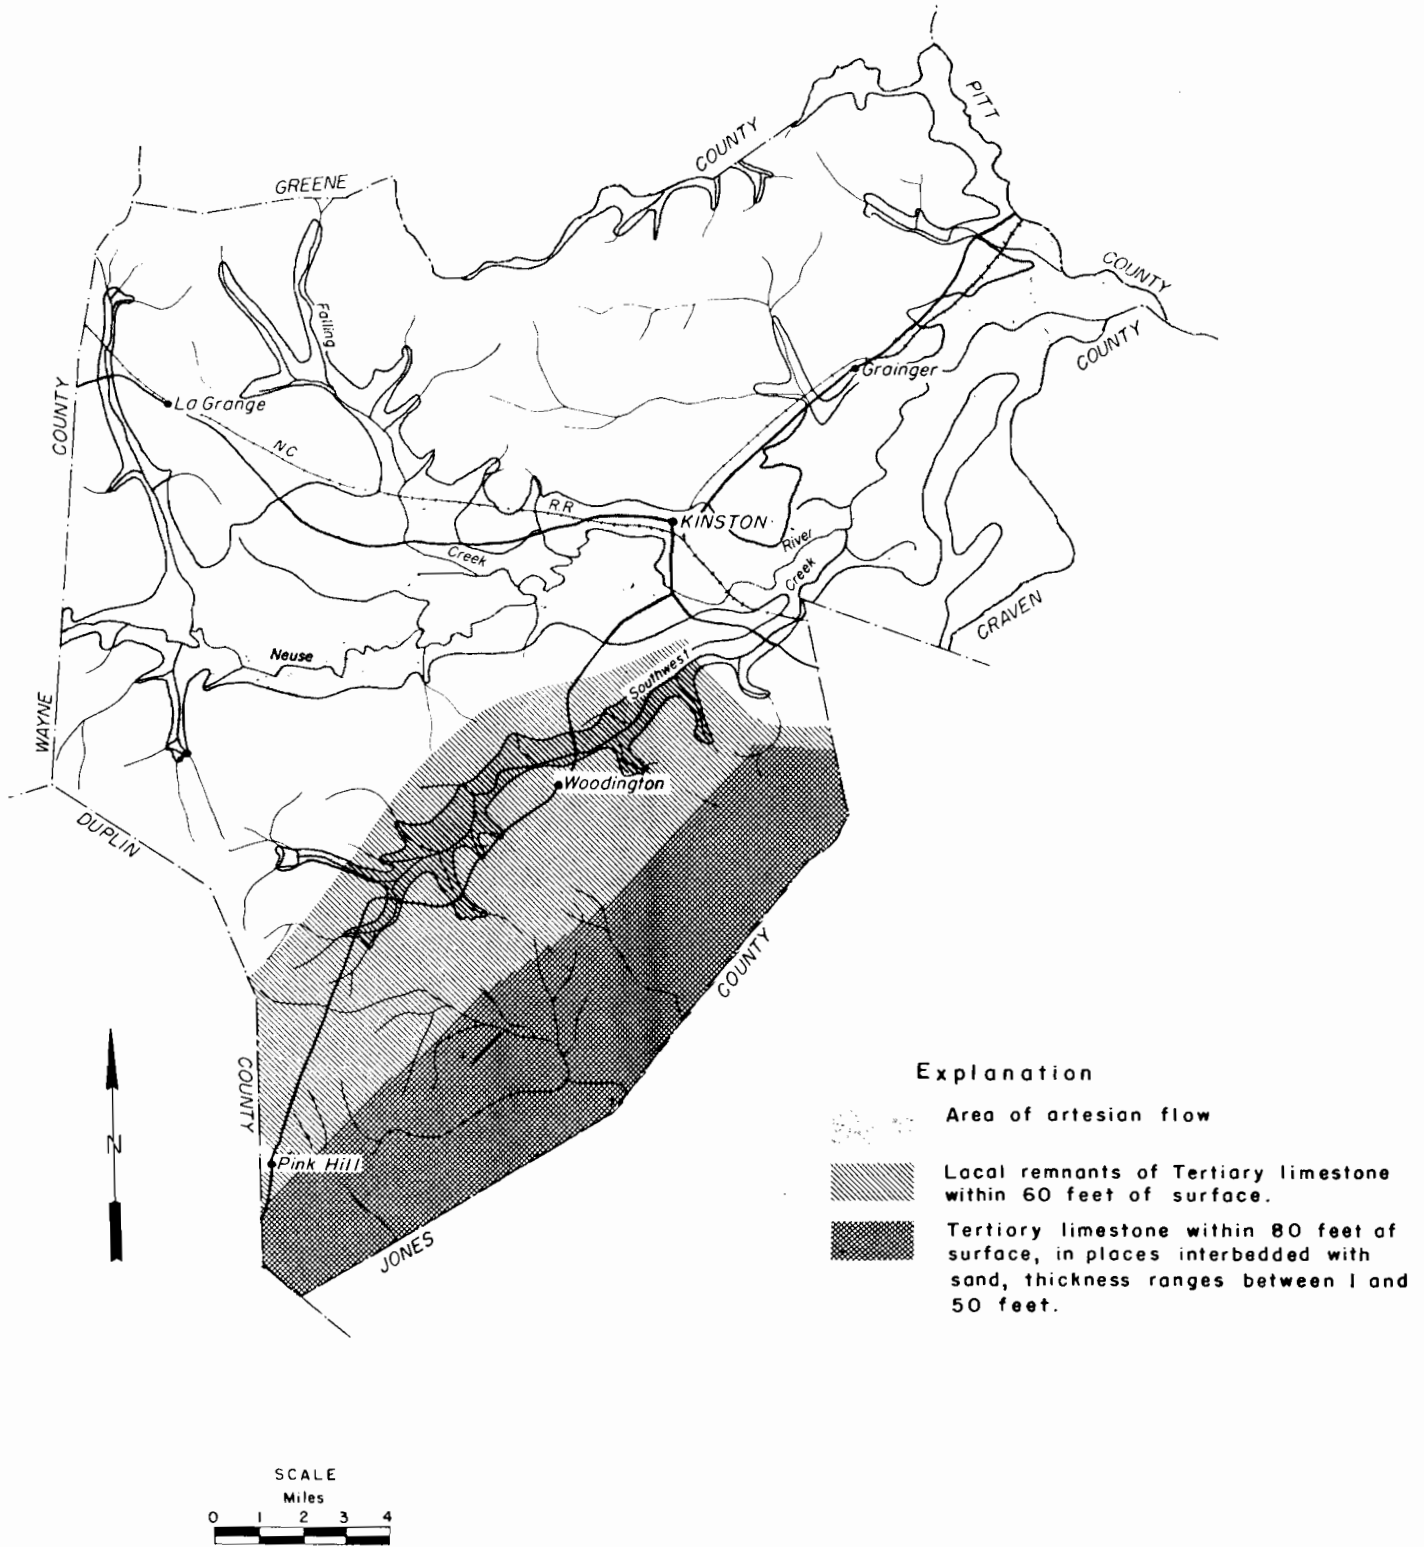 PITT
COUNTY
GREENE
COUNTY
COUNTY
Falling
Grainger
COUNTY
La Grange
NC
R.R
KINSTON
River
Creek
Creek
CRAVEN
Neuse
Southwest
WAYNE
Woodington
DUPLIN
COUNTY
COUNTY
N
Pink Hill
JONES
Explanation
Area of artesian flow
Local remnants of Tertiary limestone
within 60 feet of surface.
Tertiary limestone within 80 feet of
surface, in places interbedded with
sand, thickness ranges between 1 and
50 feet.
SCALE
Miles
0 1 2 3 4